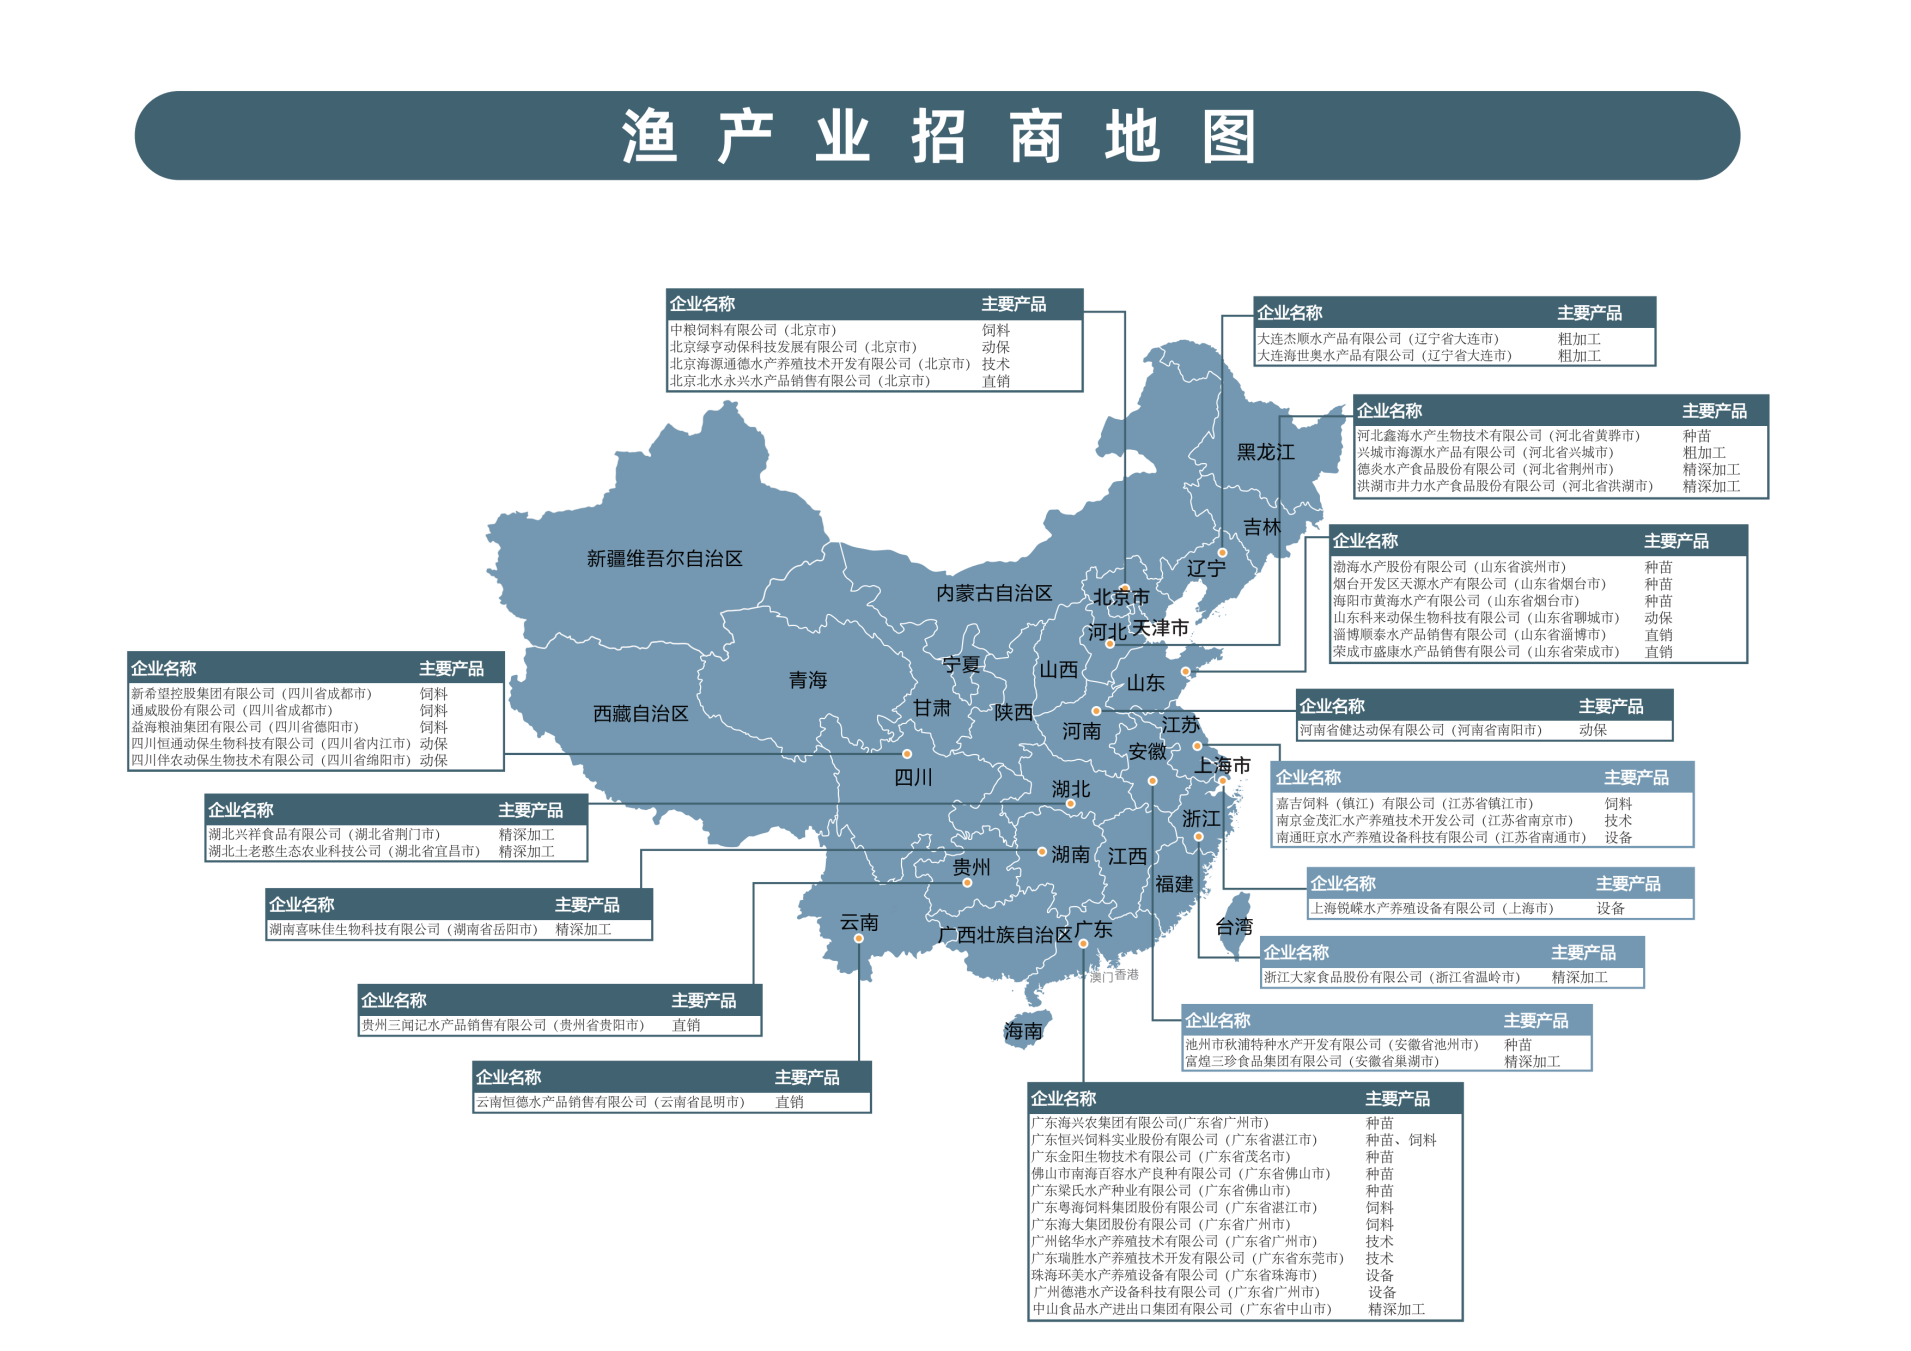 渔产业招商地图
企业名称 主要产品
中粮饲料有限公司（北京市） 饲料
北京绿亨动保科技发展有限公司（北京市） 动保
北京海源通德水产养殖技术开发有限公司（北京市） 技术
北京北水永兴水产品销售有限公司（北京市） 直销
企业名称 主要产品
大连杰顺水产品有限公司（辽宁省大连市） 粗加工
大连海世奥水产品有限公司（辽宁省大连市） 粗加工
企业名称 主要产品
河北鑫海水产生物技术有限公司（河北省黄骅市） 种苗
兴城市海源水产品有限公司（河北省兴城市） 粗加工
德炎水产食品股份有限公司（河北省荆州市） 精深加工
洪湖市井力水产食品股份有限公司（河北省洪湖市） 精深加工
企业名称 主要产品
渤海水产股份有限公司（山东省滨州市） 种苗
烟台开发区天源水产有限公司（山东省烟台市） 种苗
海阳市黄海水产有限公司（山东省烟台市） 种苗
山东科来动保生物科技有限公司（山东省聊城市） 动保
淄博顺泰水产品销售有限公司（山东省淄博市） 直销
荣成市盛康水产品销售有限公司（山东省荣成市） 直销
企业名称 主要产品
河南省健达动保有限公司（河南省南阳市） 动保
企业名称 主要产品
嘉吉饲料（镇江）有限公司（江苏省镇江市） 饲料
南京金茂汇水产养殖技术开发公司（江苏省南京市） 技术
南通旺京水产养殖设备科技有限公司（江苏省南通市） 设备
企业名称 主要产品
上海锐嵘水产养殖设备有限公司（上海市） 设备
企业名称 主要产品
浙江大家食品股份有限公司（浙江省温岭市） 精深加工
企业名称 主要产品
池州市秋浦特种水产开发有限公司（安徽省池州市） 种苗
富煌三珍食品集团有限公司（安徽省巢湖市） 精深加工
企业名称 主要产品
广东海兴农集团有限公司(广东省广州市) 种苗
广东恒兴饲料实业股份有限公司（广东省湛江市） 种苗、饲料
广东金阳生物技术有限公司（广东省茂名市） 种苗
佛山市南海百容水产良种有限公司（广东省佛山市） 种苗
广东梁氏水产种业有限公司（广东省佛山市） 种苗
广东粤海饲料集团股份有限公司（广东省湛江市） 饲料
广东海大集团股份有限公司（广东省广州市） 饲料
广州铭华水产养殖技术有限公司（广东省广州市） 技术
广东瑞胜水产养殖技术开发有限公司（广东省东莞市） 技术
珠海环美水产养殖设备有限公司（广东省珠海市） 设备
广州德港水产设备科技有限公司（广东省广州市） 设备
中山食品水产进出口集团有限公司（广东省中山市） 精深加工
企业名称 主要产品
新希望控股集团有限公司（四川省成都市） 饲料
通威股份有限公司（四川省成都市） 饲料
益海粮油集团有限公司（四川省德阳市） 饲料
四川恒通动保生物科技有限公司（四川省内江市） 动保
四川伴农动保生物技术有限公司（四川省绵阳市） 动保
企业名称 主要产品
湖北兴祥食品有限公司（湖北省荆门市） 精深加工
湖北土老憨生态农业科技公司（湖北省宜昌市） 精深加工
企业名称 主要产品
湖南喜味佳生物科技有限公司（湖南省岳阳市） 精深加工
企业名称 主要产品
贵州三闻记水产品销售有限公司（贵州省贵阳市） 直销
企业名称 主要产品
云南恒德水产品销售有限公司（云南省昆明市） 直销
黑龙江
吉林
辽宁
新疆维吾尔自治区
内蒙古自治区
北京市
天津市
河北
宁夏
山西
山东
青海
甘肃
陕西
西藏自治区
河南
江苏
安徽
上海市
四川
湖北
浙江
湖南
江西
贵州
福建
云南
广西壮族自治区
广东
台湾
澳门
香港
海南